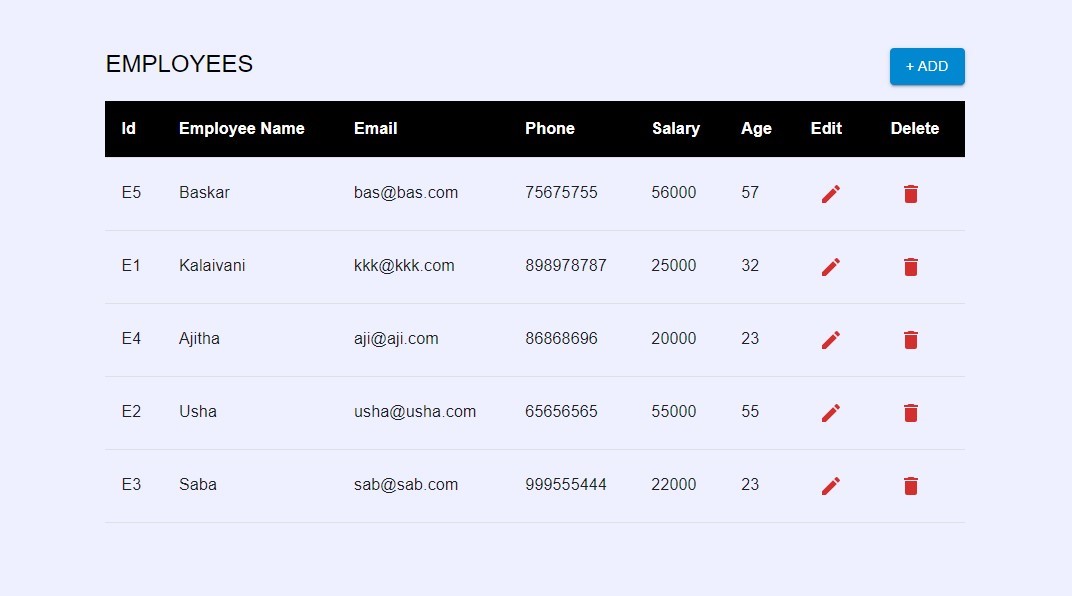 EMPLOYEES + ADD
Id Employee Name Email Phone Salary Age Edit Delete
E5 Baskar bas@bas.com 75675755 56000 57
E1 Kalaivani kkk@kkk.com 898978787 25000 32
E4 Ajitha aji@aji.com 86868696 20000 23
E2 Usha usha@usha.com 65656565 55000 55
E3 Saba sab@sab.com 999555444 22000 23